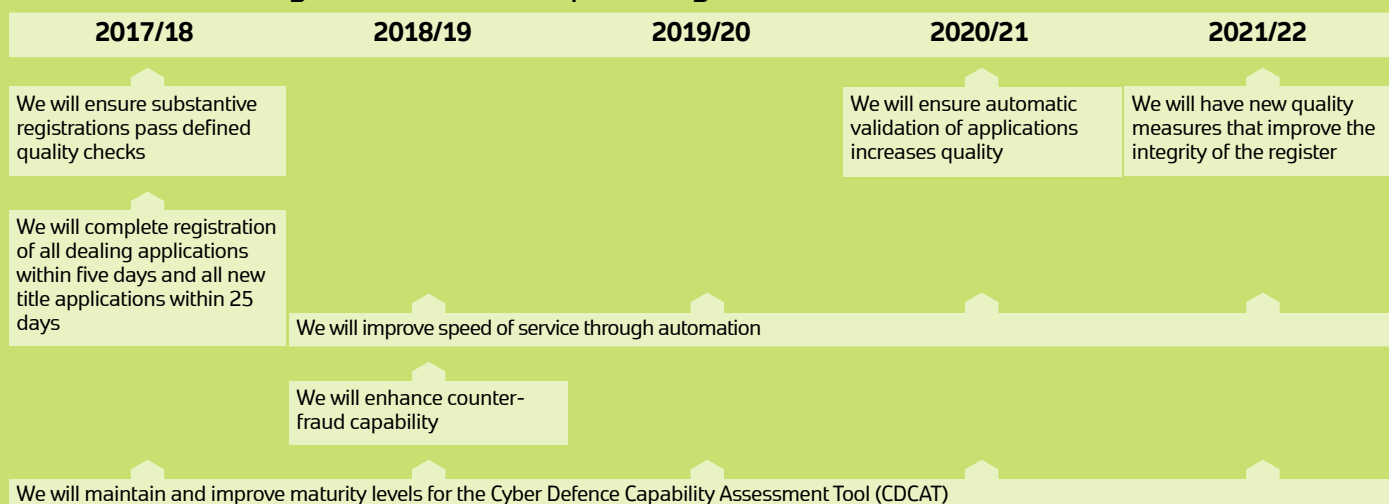 2017/18 2018/19 2019/20 2020/21 2021/22
We will ensure substantive
registrations pass defined
quality checks
We will ensure automatic
validation of applications
increases quality
We will have new quality
measures that improve the
integrity of the register
We will complete registration
of all dealing applications
within five days and all new
title applications within 25
days
We will improve speed of service through automation
We will enhance counter-
fraud capability
We will maintain and improve maturity levels for the Cyber Defence Capability Assessment Tool (CDCAT)